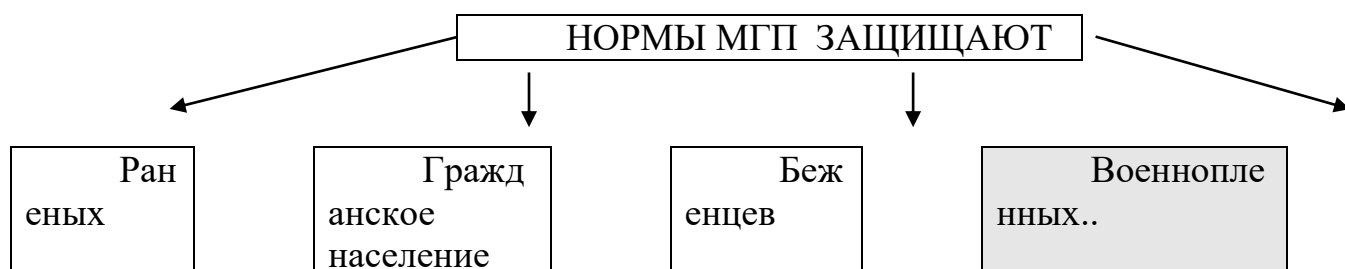 НОРМЫ МГП ЗАЩИЩАЮТ
Ран
еных
Гражд
анское
население
Беж
енцев
Военнопле
нных..